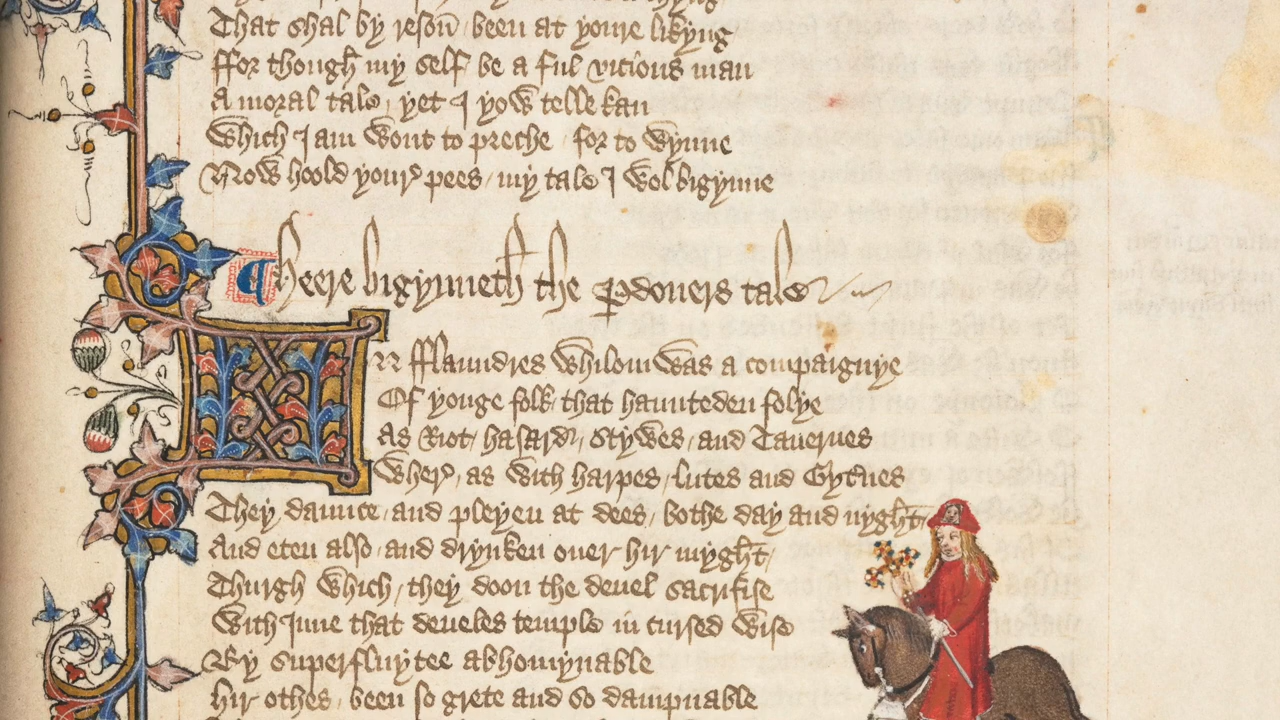 That shal by resoun been at youre likyng
ffor though my self be a ful vicious man
A moral tale yet I yow telle kan
Which I am wont to preche / for to wynne
Now hoold your pees / my tale I wol bigynne
¶ Heere bigynneth the pdoners tale
IN fflaundres whilom was a compaignye
Of yonge folk / that haunteden folye
As Riot / hasard / stywes / and Tauernes
Wher / as with harpes / lutes and Gyternes
They daunce / and pleyen at dees / bothe day and nyght
And eten also / and drynken ouer hir myght
Thurgh which / they doon the deuel sacrifise
With Inne that deueles temple in cursed wise
By superfluytee abhomynable
Hir othes / been so grete and so dampnable